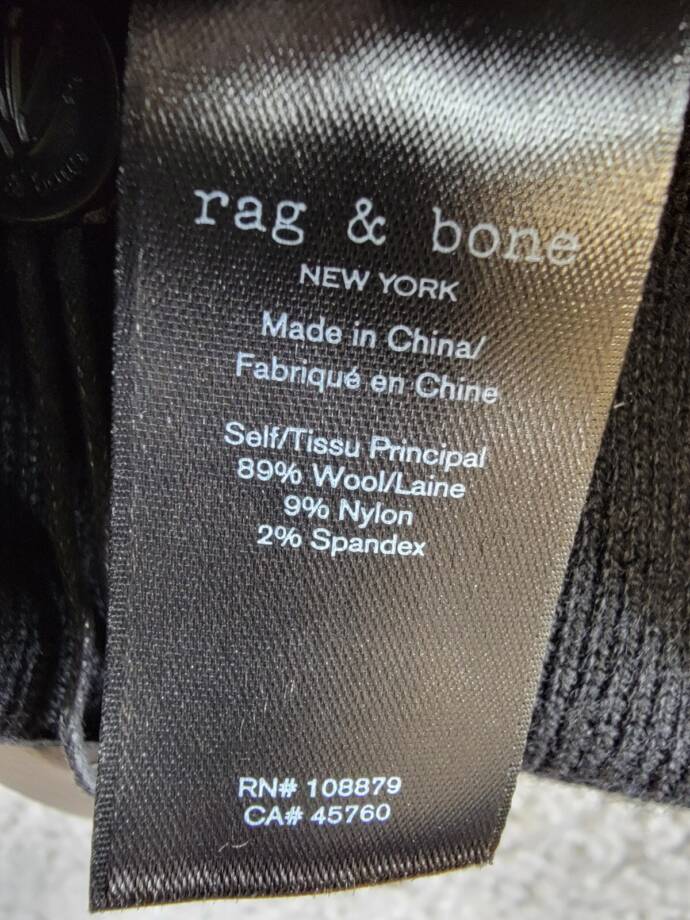 rag & bone
NEW YORK
Made in China/
Fabriqué en Chine
Self/Tissu Principal
89% Wool/Laine
9% Nylon
2% Spandex
RN# 108879
CA# 45760